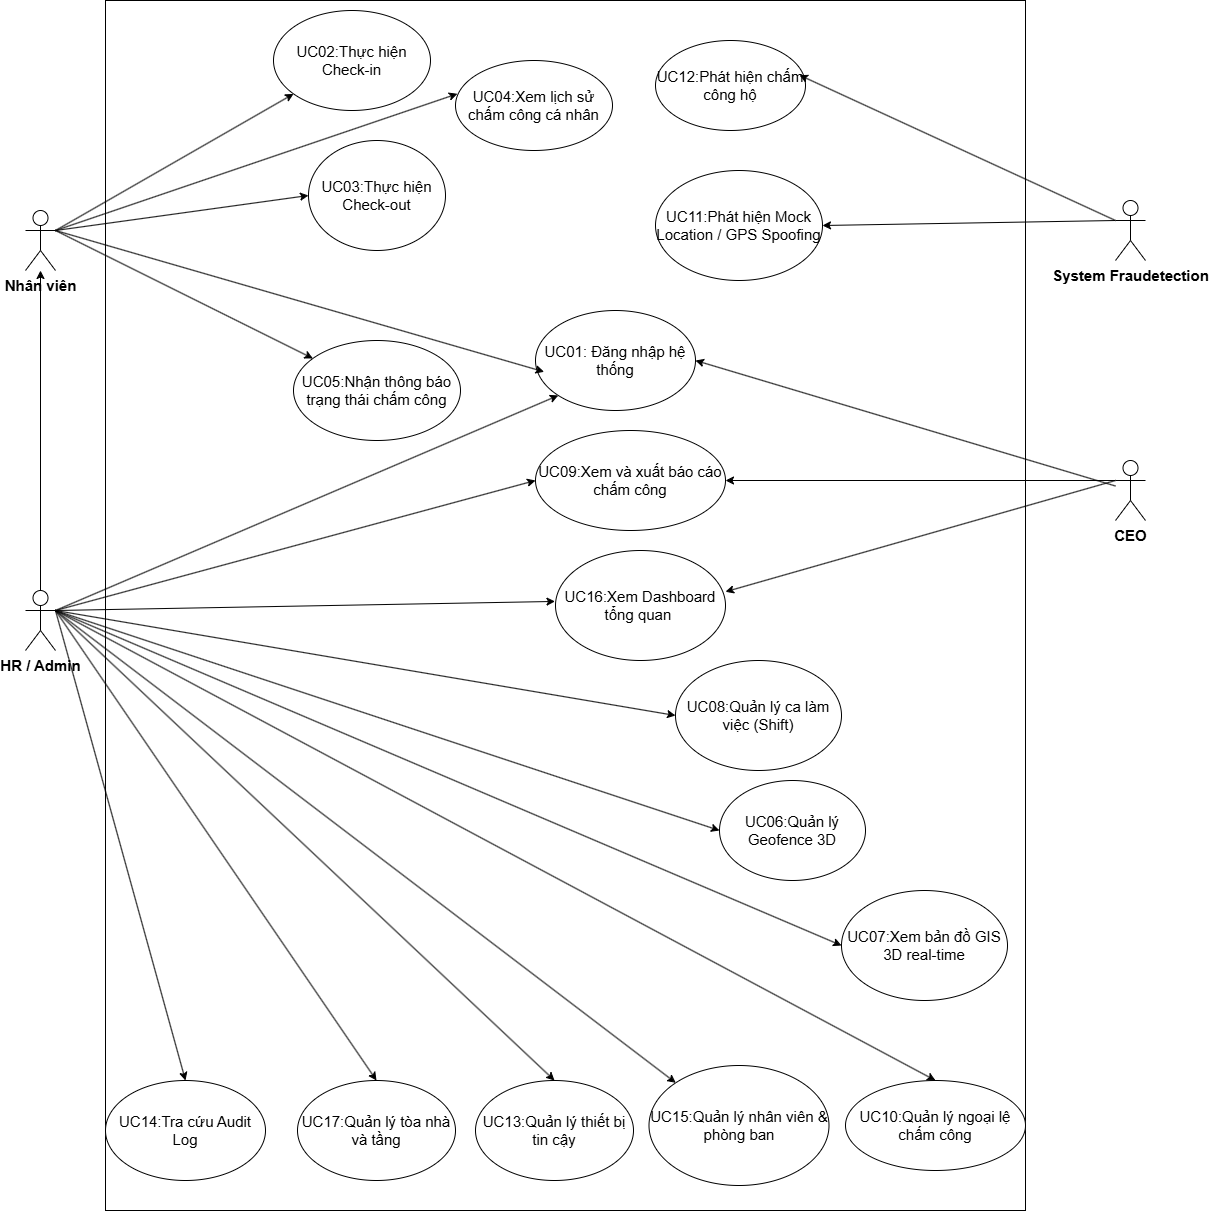 UC02:Thực hiện
Check-in
UC04:Xem lịch sử
chấm công cá nhân
UC12:Phát hiện chấm
công hộ
UC03:Thực hiện
Check-out
UC11:Phát hiện Mock
Location / GPS Spoofing
Nhân viên
System Fraudetection
UC01: Đăng nhập hệ
thống
UC05:Nhận thông báo
trạng thái chấm công
UC09:Xem và xuất báo cáo
chấm công
CEO
UC16:Xem Dashboard
tổng quan
HR / Admin
UC08:Quản lý ca làm
việc (Shift)
UC06:Quản lý
Geofence 3D
UC07:Xem bản đồ GIS
3D real-time
UC14:Tra cứu Audit
Log
UC17:Quản lý tòa nhà
và tầng
UC13:Quản lý thiết bị
tin cậy
UC15:Quản lý nhân viên &
phòng ban
UC10:Quản lý ngoại lệ
chấm công